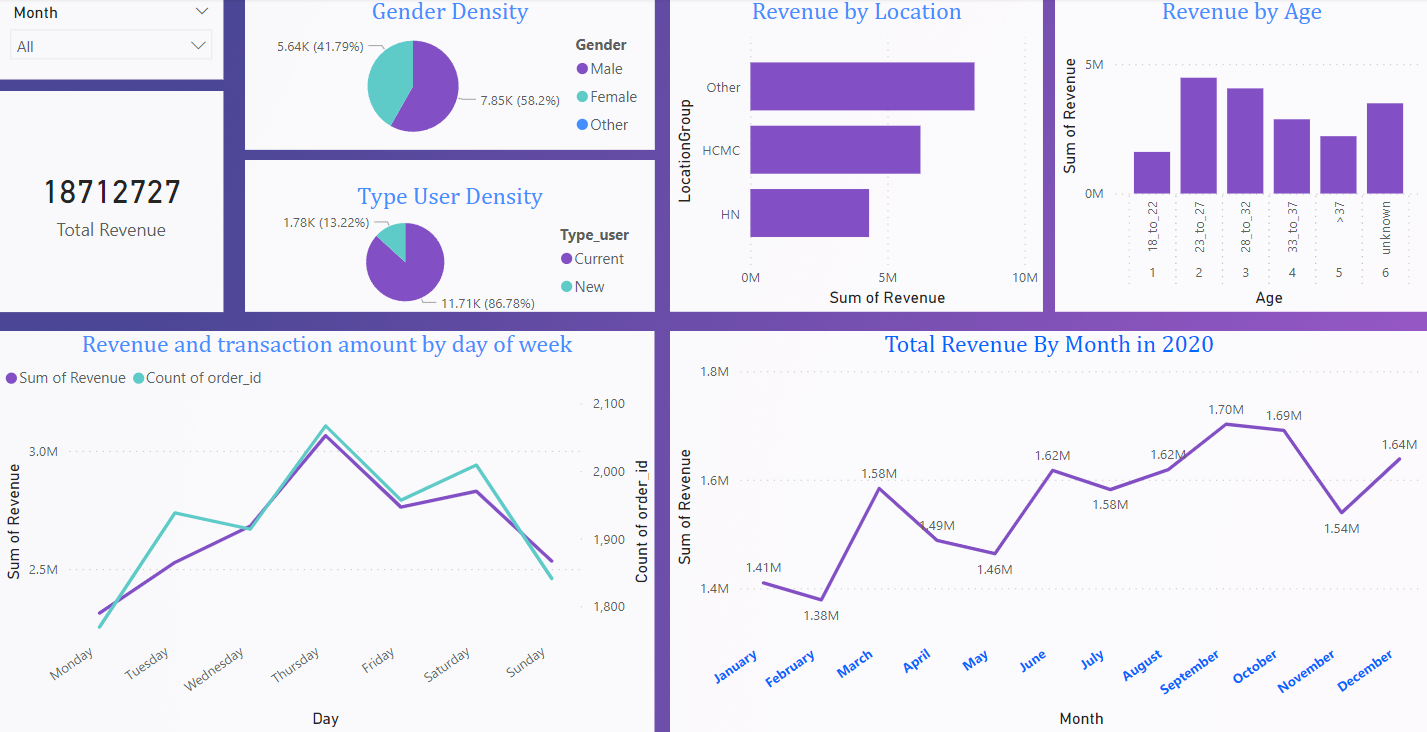 Month
All
18712727
Total Revenue
Gender Density
5.64K (41.79%)
7.85K (58.2%)
Gender
Male
Female
Other
Type User Density
1.78K (13.22%)
11.71K (86.78%)
Type_user
Current
New
Revenue by Location
LocationGroup
Other
HCMC
HN
0M
5M
10M
Sum of Revenue
Revenue by Age
Sum of Revenue
5M
0M
18_to_22
23_to_27
28_to_32
33_to_37
>37
unknown
1
2
3
4
5
6
Age
Revenue and transaction amount by day of week
Sum of Revenue
Count of order_id
Sum of Revenue
3.0M
2.5M
2,100
2,000
1,900
1,800
Count of order_id
Monday
Tuesday
Wednesday
Thursday
Friday
Saturday
Sunday
Day
Total Revenue By Month in 2020
Sum of Revenue
1.8M
1.6M
1.4M
1.41M
1.38M
1.58M
1.49M
1.46M
1.62M
1.58M
1.62M
1.70M
1.69M
1.54M
1.64M
January
February
March
April
May
June
July
August
September
October
November
December
Month